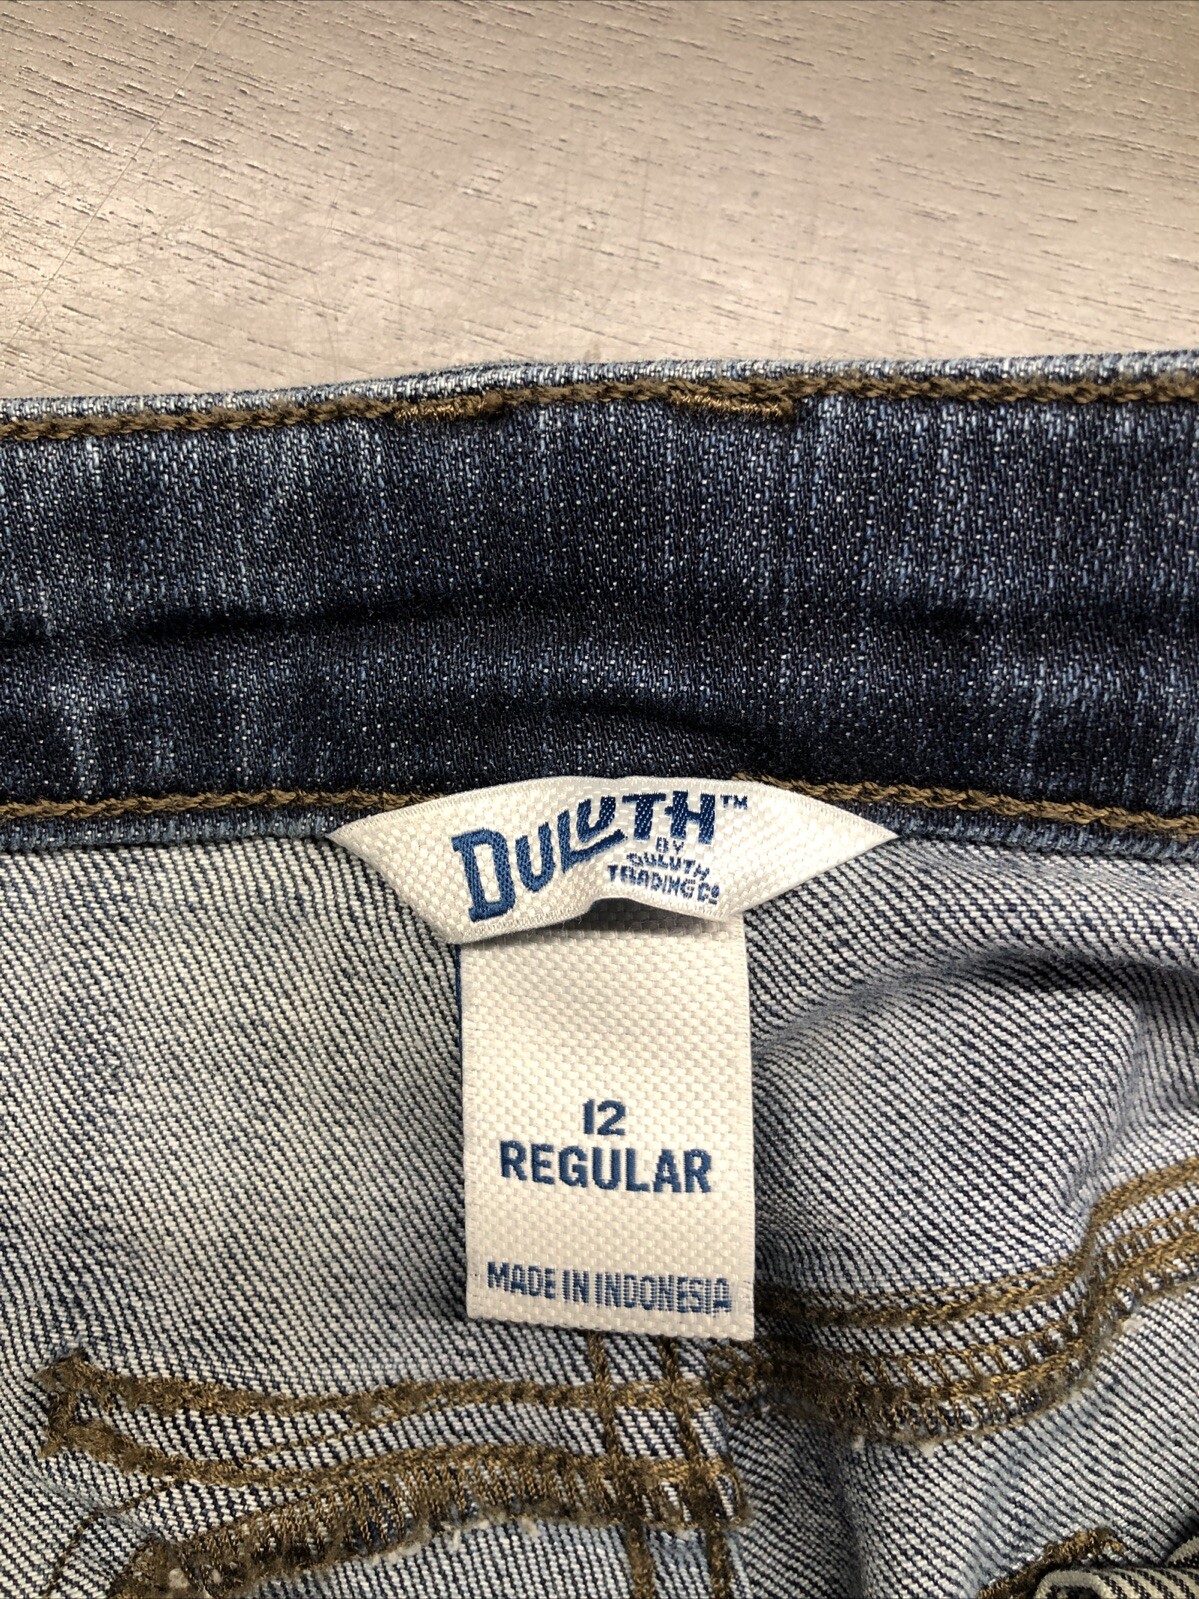 DULUTH™
BY
DULUTH
TRADING CO
12
REGULAR
MADE IN INDONESIA